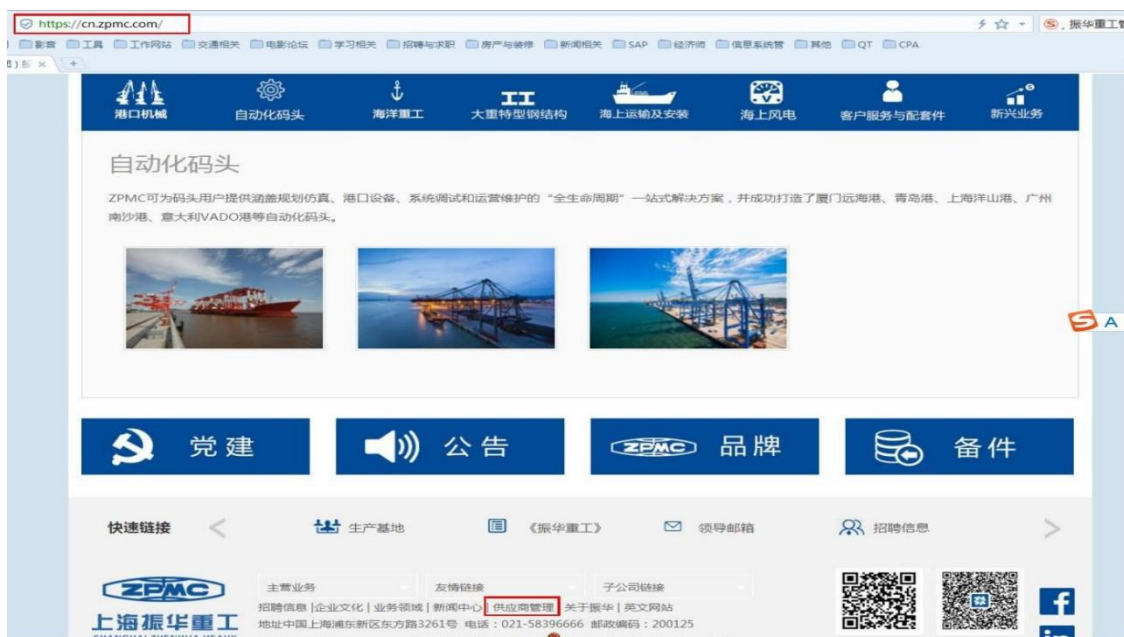 https://cn.zpmc.com/
振华重工管
影音 工具 工作网站 交通相关 电影论坛 学习相关 招聘与求职 房产与装修 新闻相关 SAP 经济师 信息系统管 其他 QT CPA
港口机械 自动化码头 海洋重工 大重特型钢结构 海上运输及安装 海上风电 客户服务与配套件 新兴业务
自动化码头
ZPMC可为码头用户提供涵盖规划仿真、港口设备、系统调试和运营维护的“全生命周期”一站式解决方案，并成功打造了厦门远海港、青岛港、上海洋山港、广州
南沙港、意大利VADO港等自动化码头。
A
党建 公告 ZPMC 品牌 备件
快速链接 生产基地 《振华重工》 领导邮箱 招聘信息
ZPMC
主营业务 友情链接 子公司链接
招聘信息|企业文化|业务领域|新闻中心|供应商管理 关于振华|英文网站
上海振华重工
地址中国上海浦东新区东方路3261号 电话：021-58396666 邮政编码：200125